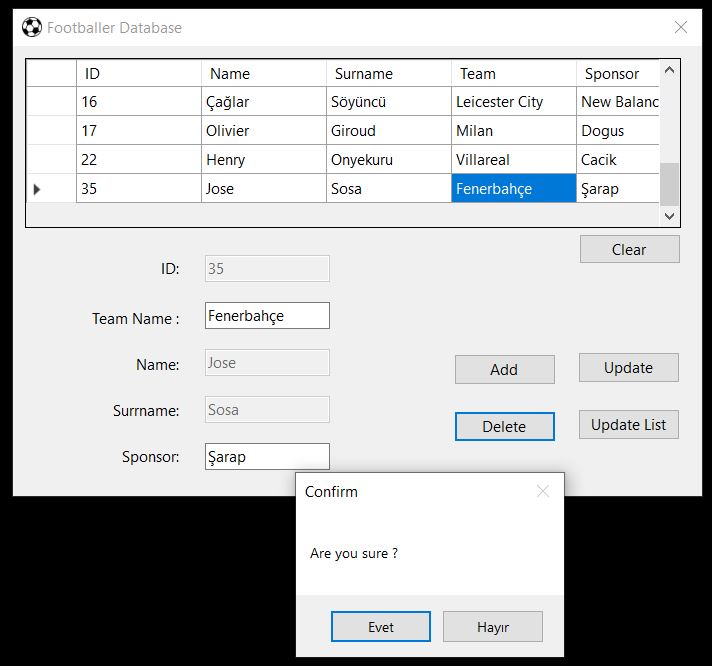 Footballer Database
ID Name Surname Team Sponsor
16 Çağlar Söyüncü Leicester City New Balanc
17 Olivier Giroud Milan Dogus
22 Henry Onyekuru Villareal Cacik
35 Jose Sosa Fenerbahçe Şarap
Clear
ID: 35
Team Name : Fenerbahçe
Name: Jose
Add Update
Surrname: Sosa
Delete Update List
Sponsor: Şarap
Confirm
Are you sure ?
Evet Hayır